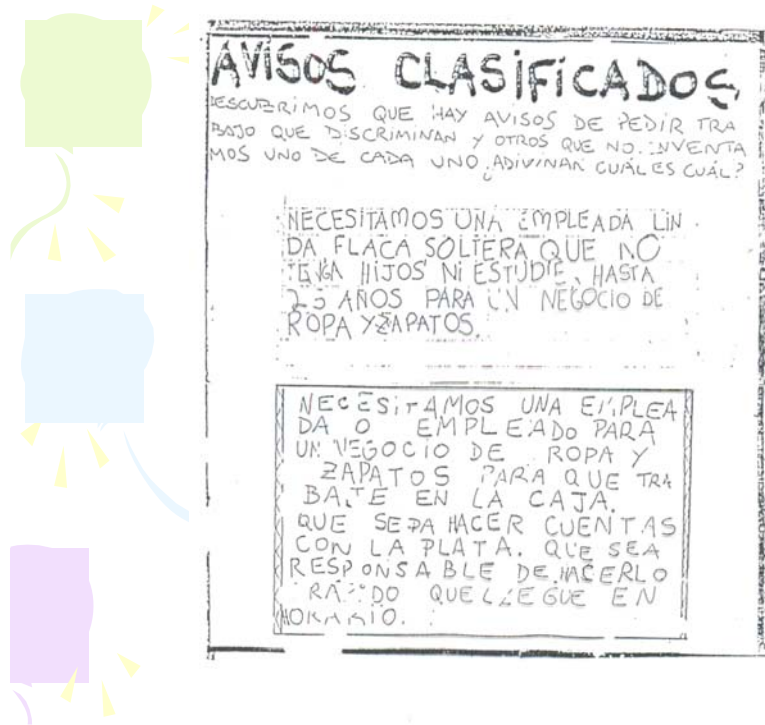 AVISOS CLASIFICADOS
DESCUBRIMOS QUE HAY AVISOS DE PEDIR TRA
BAJO QUE DISCRIMINAN Y OTROS QUE NO. INVENTA
MOS UNO DE CADA UNO ¿ADIVINAN CUÁL ES CUÁL?
NECESITAMOS UNA EMPLEADA LIN
DA FLACA SOLTERA QUE NO
TENGA HIJOS NI ESTUDIE, HASTA
25 AÑOS PARA UN NEGOCIO DE
ROPA Y ZAPATOS.
NECESITAMOS UNA EMPLEA
DA O EMPLEADO PARA
UN NEGOCIO DE ROPA Y
ZAPATOS PARA QUE TRA
BAJE EN LA CAJA.
QUE SEPA HACER CUENTAS
CON LA PLATA. QUE SEA
RESPONSABLE DE HACERLO
RÁPIDO QUE LLEGUE EN
HORARIO.